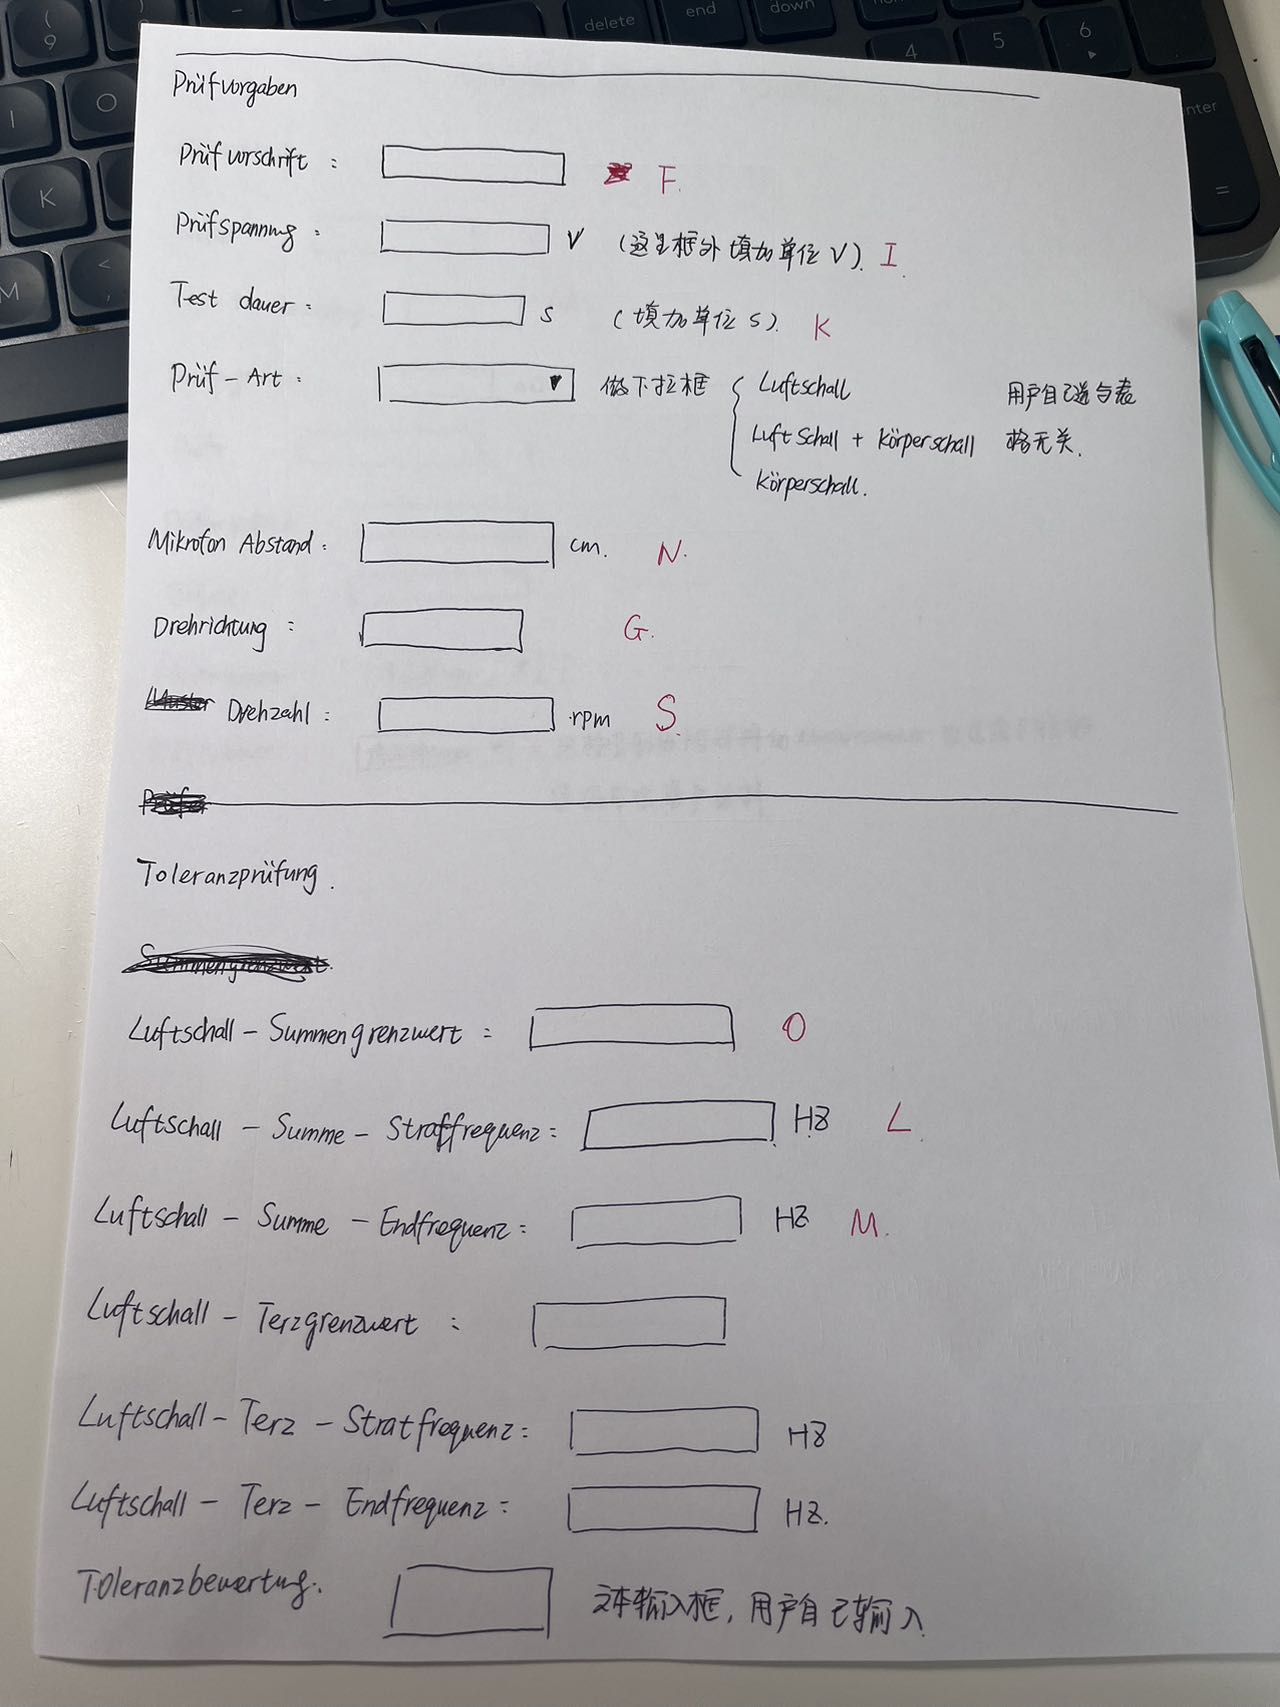 delete
end
down
4
5
6
(
9
I
O
K
M
<
,
enter
=
Prüfvorgaben
Prüfvorschrift : F.
Prüfspannung : V (这里框外填加单位 V). I.
Test dauer : s (填加单位 s). K
Prüf-Art : 做下拉框 { Luftschall 用户自己选与表
Luftschall + Körperschall 格无关.
Körperschall.
Mikrofon Abstand : cm. N.
Drehrichtung : G.
Drehzahl : rpm S
Toleranzprüfung.
Summengrenzwert.
Luftschall - Summengrenzwert : O
Luftschall - Summe - Straffrequenz : HZ L.
Luftschall - Summe - Endfrequenz : HZ M.
Luftschall - Terzgrenzwert :
Luftschall - Terz - Stratfrequenz : HZ
Luftschall - Terz - Endfrequenz : HZ.
Toleranzbewertung. 文本输入框, 用户自己输入